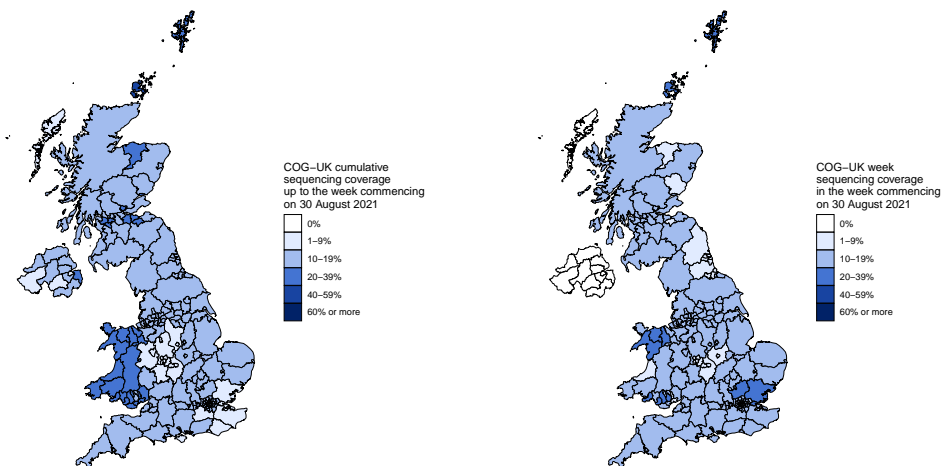 COG–UK cumulative
sequencing coverage
up to the week commencing
on 30 August 2021
0%
1–9%
10–19%
20–39%
40–59%
60% or more
COG–UK week
sequencing coverage
in the week commencing
on 30 August 2021
0%
1–9%
10–19%
20–39%
40–59%
60% or more